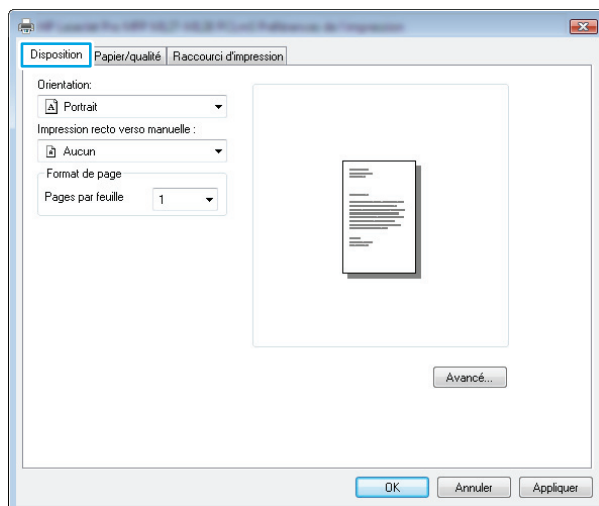 Disposition Papier/qualité Raccourci d'impression
Orientation:
A Portrait
Impression recto verso manuelle :
Aucun
Format de page
Pages par feuille 1
Avancé...
OK Annuler Appliquer